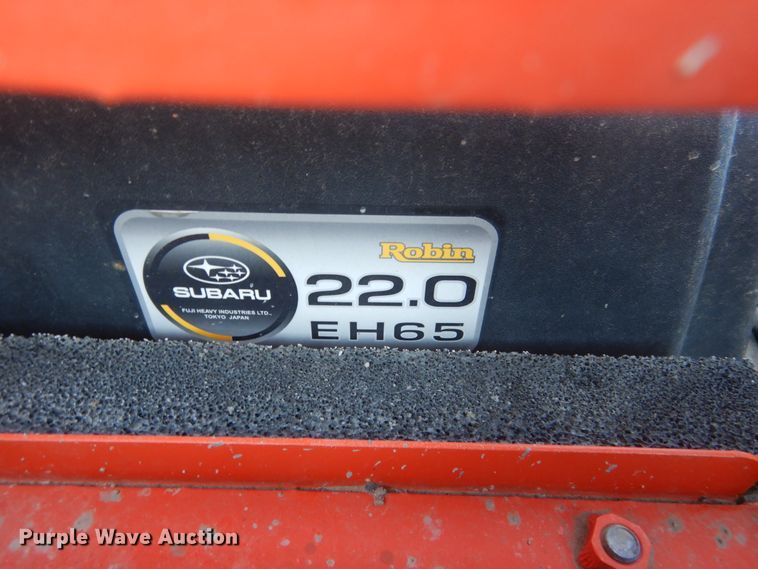 Robin
SUBARU
FUJI HEAVY INDUSTRIES LTD.,
TOKYO JAPAN
22.0
EH65
Purple Wave Auction